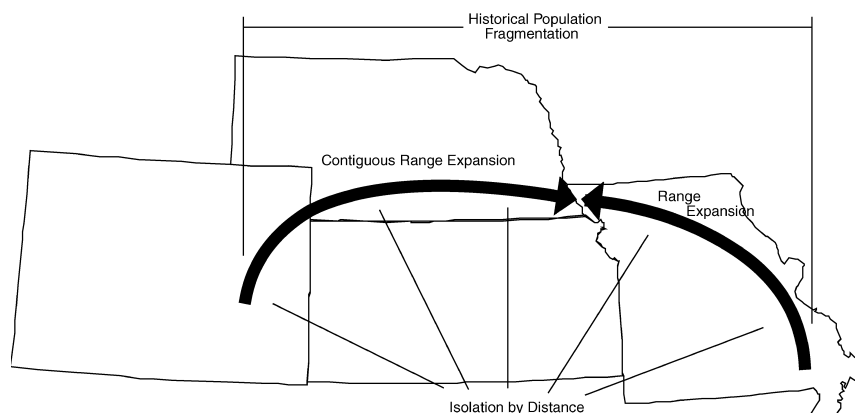 Historical Population
Fragmentation
Contiguous Range Expansion
Range
Expansion
Isolation by Distance